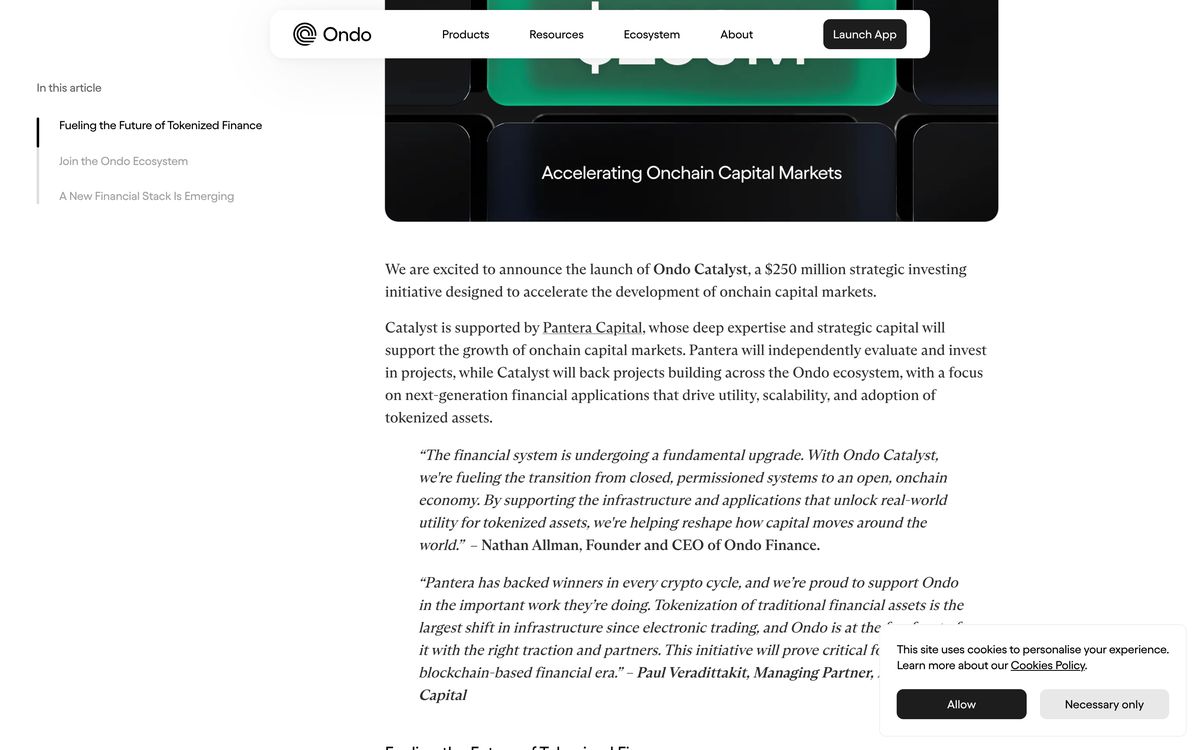 Ondo
Products
Resources
Ecosystem
About
Launch App
In this article
Fueling the Future of Tokenized Finance
Join the Ondo Ecosystem
A New Financial Stack Is Emerging
Accelerating Onchain Capital Markets
We are excited to announce the launch of Ondo Catalyst, a $250 million strategic investing
initiative designed to accelerate the development of onchain capital markets.
Catalyst is supported by Pantera Capital, whose deep expertise and strategic capital will
support the growth of onchain capital markets. Pantera will independently evaluate and invest
in projects, while Catalyst will back projects building across the Ondo ecosystem, with a focus
on next-generation financial applications that drive utility, scalability, and adoption of
tokenized assets.
“The financial system is undergoing a fundamental upgrade. With Ondo Catalyst,
we're fueling the transition from closed, permissioned systems to an open, onchain
economy. By supporting the infrastructure and applications that unlock real-world
utility for tokenized assets, we're helping reshape how capital moves around the
world.” – Nathan Allman, Founder and CEO of Ondo Finance.
“Pantera has backed winners in every crypto cycle, and we’re proud to support Ondo
in the important work they’re doing. Tokenization of traditional financial assets is the
largest shift in infrastructure since electronic trading, and Ondo is at the
it with the right traction and partners. This initiative will prove critical
blockchain-based financial era.” – Paul Veradittakit, Managing Partner,
Capital
This site uses cookies to personalise your experience.
Learn more about our Cookies Policy.
Allow
Necessary only